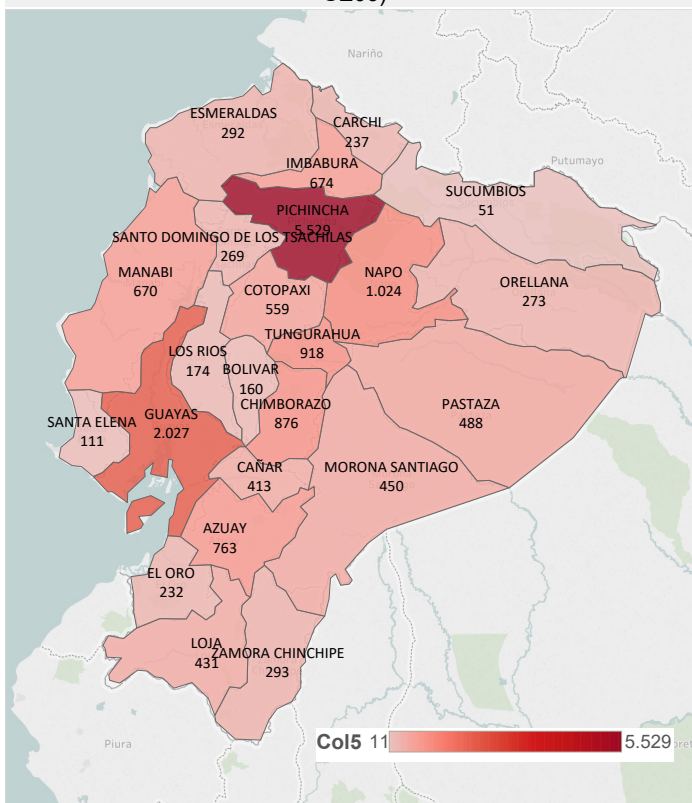 Nariño
ESMERALDAS
292
CARCHI
237
IMBABURA
674
Putumayo
SUCUMBIOS
51
PICHINCHA
5.529
SANTO DOMINGO DE LOS TSACHILAS
269
MANABI
670
NAPO
1.024
ORELLANA
273
COTOPAXI
559
TUNGURAHUA
918
LOS RIOS
174
BOLIVAR
160
CHIMBORAZO
876
PASTAZA
488
SANTA ELENA
111
GUAYAS
2.027
CAÑAR
413
MORONA SANTIAGO
450
AZUAY
763
EL ORO
232
LOJA
431
ZAMORA CHINCHIPE
293
Piura
Col5 11 5.529